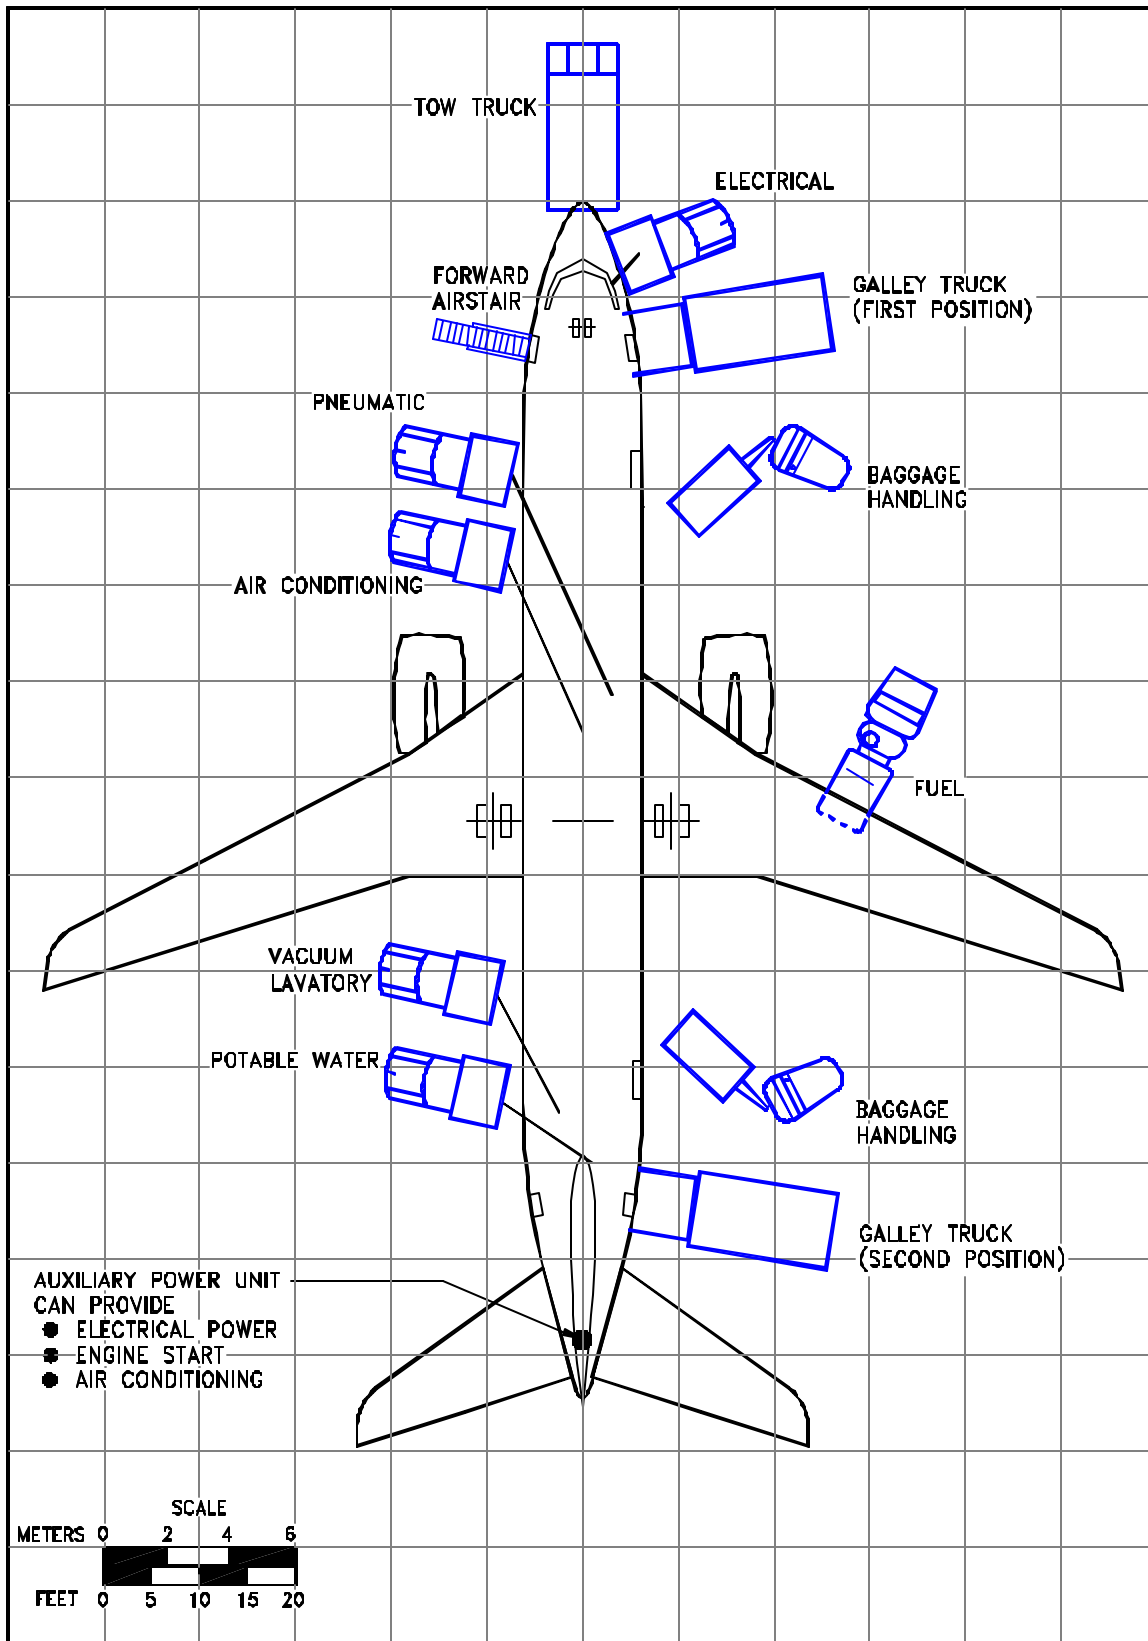 TOW TRUCK
ELECTRICAL
FORWARD
AIRSTAIR
GALLEY TRUCK
(FIRST POSITION)
PNEUMATIC
BAGGAGE
HANDLING
AIR CONDITIONING
FUEL
VACUUM
LAVATORY
POTABLE WATER
BAGGAGE
HANDLING
GALLEY TRUCK
(SECOND POSITION)
AUXILIARY POWER UNIT
CAN PROVIDE
● ELECTRICAL POWER
● ENGINE START
● AIR CONDITIONING
SCALE
METERS 0 2 4 6
FEET 0 5 10 15 20